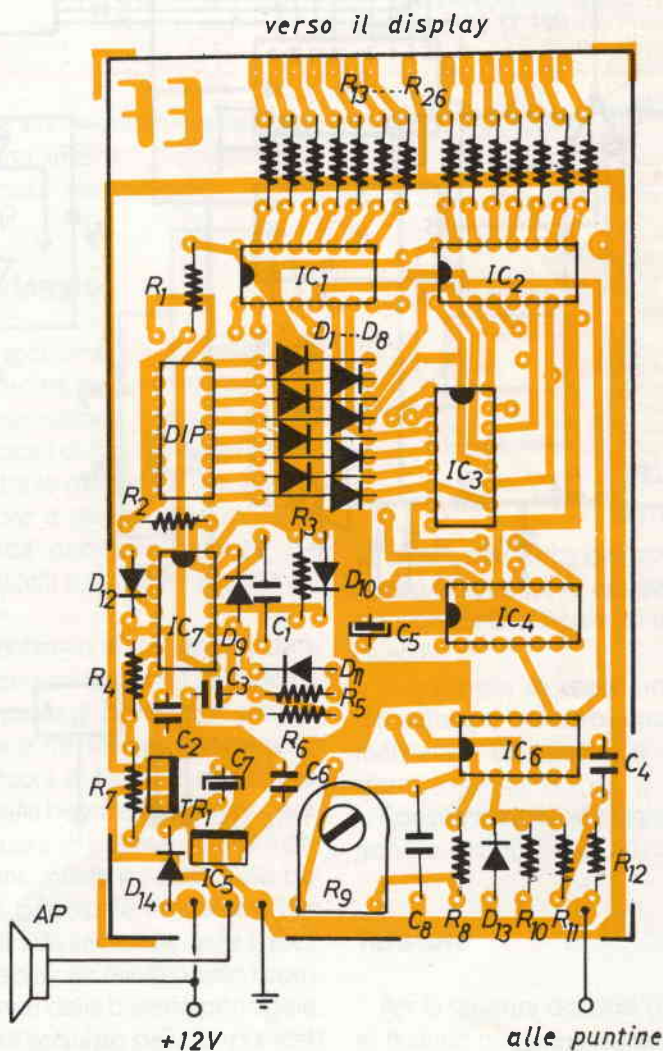 verso il display
R13----R26
R1
IC1
IC2
D1---D8
DIP
IC3
R2
R3
D12
IC7
D9
C1
D10
C5
IC4
R4
C3
D11
R5
C2
R6
IC6
C4
R7
TR1
C7
C6
D14
IC5
R9
C8
R8
D13
R10
R11
R12
AP
+12V
alle puntine